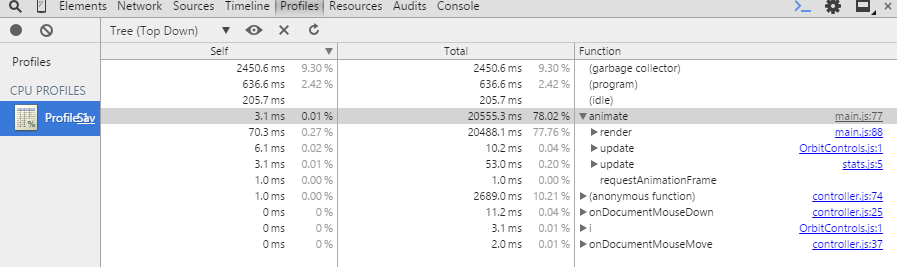 Elements Network Sources Timeline Profiles Resources Audits Console
Tree (Top Down)
Profiles
CPU PROFILES
Profile 1
Save
Self Total Function
2450.6 ms 9.30 % 2450.6 ms 9.30 % (garbage collector)
636.6 ms 2.42 % 636.6 ms 2.42 % (program)
205.7 ms 205.7 ms (idle)
3.1 ms 0.01 % 20555.3 ms 78.02 % animate main.js:77
70.3 ms 0.27 % 20488.1 ms 77.76 % render main.js:88
6.1 ms 0.02 % 10.2 ms 0.04 % update OrbitControls.js:1
3.1 ms 0.01 % 53.0 ms 0.20 % update stats.js:5
1.0 ms 0.00 % 1.0 ms 0.00 % requestAnimationFrame
1.0 ms 0.00 % 2689.0 ms 10.21 % (anonymous function) controller.js:74
0 ms 0 % 11.2 ms 0.04 % onDocumentMouseDown controller.js:25
0 ms 0 % 3.1 ms 0.01 % i OrbitControls.js:1
0 ms 0 % 2.0 ms 0.01 % onDocumentMouseMove controller.js:37